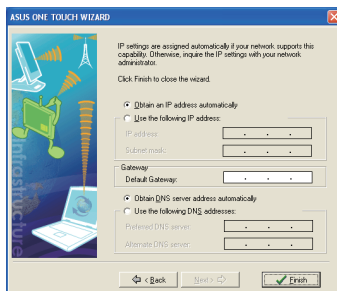 ASUS ONE TOUCH WIZARD
IP settings are assigned automatically if your network supports this
capability. Otherwise, inquire the IP settings with your network
administrator.
Click Finish to close the wizard.
Obtain an IP address automatically
Use the following IP address:
IP address:
Subnet mask:
Gateway
Default Gateway:
Obtain DNS server address automatically
Use the following DNS addresses:
Preferred DNS server:
Alternate DNS server:
Infrastructure
< Back
Next >
Finish